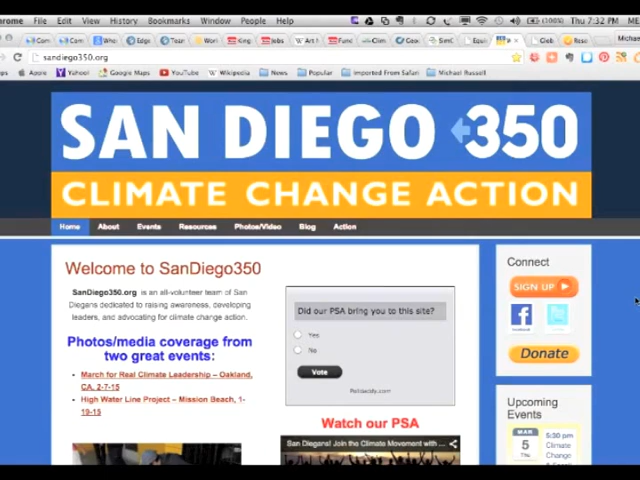 Chrome File Edit View History Bookmarks Window People Help (100%) Thu 7:32 PM
sandiego350.org
Apple Yahoo! Google Maps YouTube Wikipedia News Popular Imported From Safari Michael Russell
SAN DIEGO 350
CLIMATE CHANGE ACTION
Home About Events Resources Photos/Video Blog Action
Welcome to SanDiego350
SanDiego350.org is an all-volunteer team of San
Diegans dedicated to raising awareness, developing
leaders, and advocating for climate change action.
Photos/media coverage from
two great events:
March for Real Climate Leadership – Oakland,
CA, 2-7-15
High Water Line Project – Mission Beach, 1-
19-15
Did our PSA bring you to this site?
Yes
No
Vote
Watch our PSA
San Diegans! Join the Climate Movement with ...
Connect
SIGN UP
facebook
Donate
Upcoming
Events
MAR
5
Thu
5:30 pm
Climate
Change